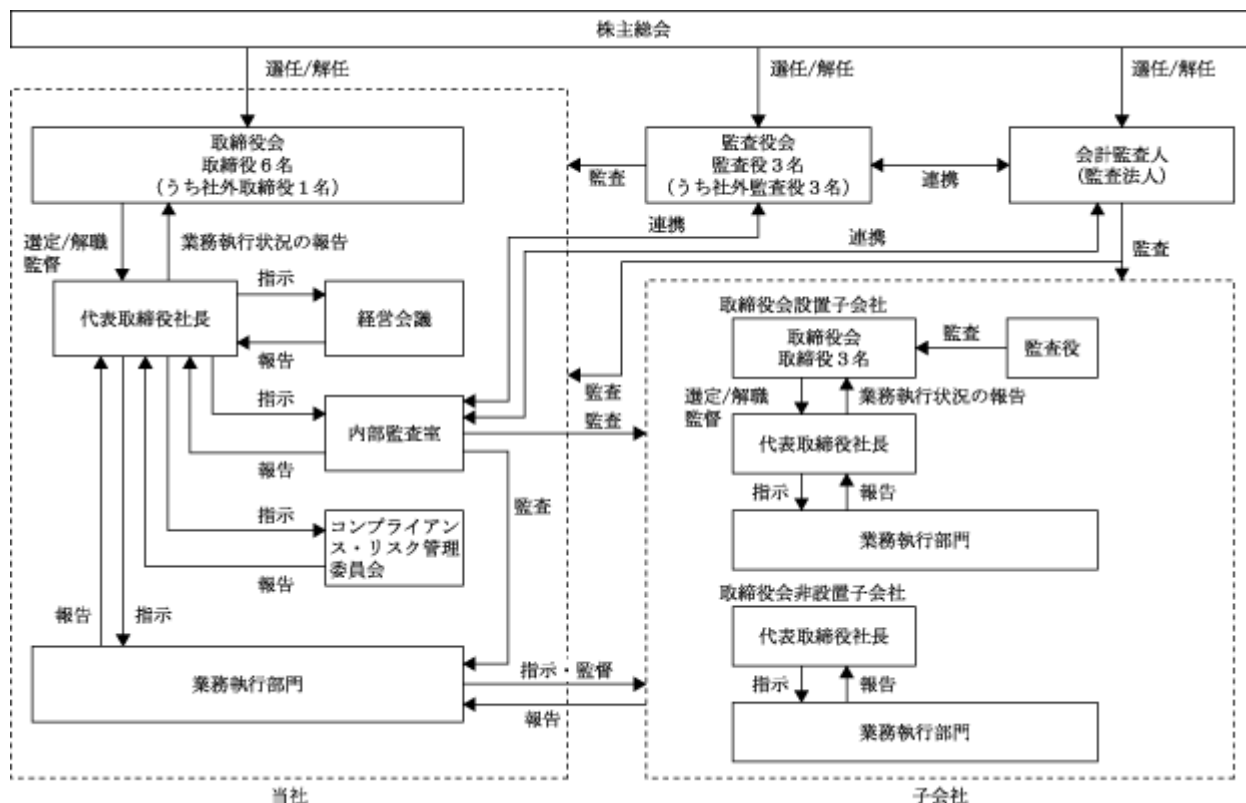 株主総会
選任/解任
選任/解任
選任/解任
取締役会
取締役6名
(うち社外取締役1名)
監査役会
監査役3名
(うち社外監査役3名)
会計監査人
(監査法人)
監査
連携
選定/解職
監督
業務執行状況の報告
連携
連携
監査
代表取締役社長
指示
報告
経営会議
取締役会設置子会社
取締役会
取締役3名
監査
監査役
監査
指示
報告
内部監査室
監査
選定/解職
監督
業務執行状況の報告
代表取締役社長
監査
指示
報告
指示
報告
コンプライアン
ス・リスク管理
委員会
業務執行部門
報告
指示
取締役会非設置子会社
代表取締役社長
業務執行部門
指示・監督
報告
指示
報告
業務執行部門
当社
子会社